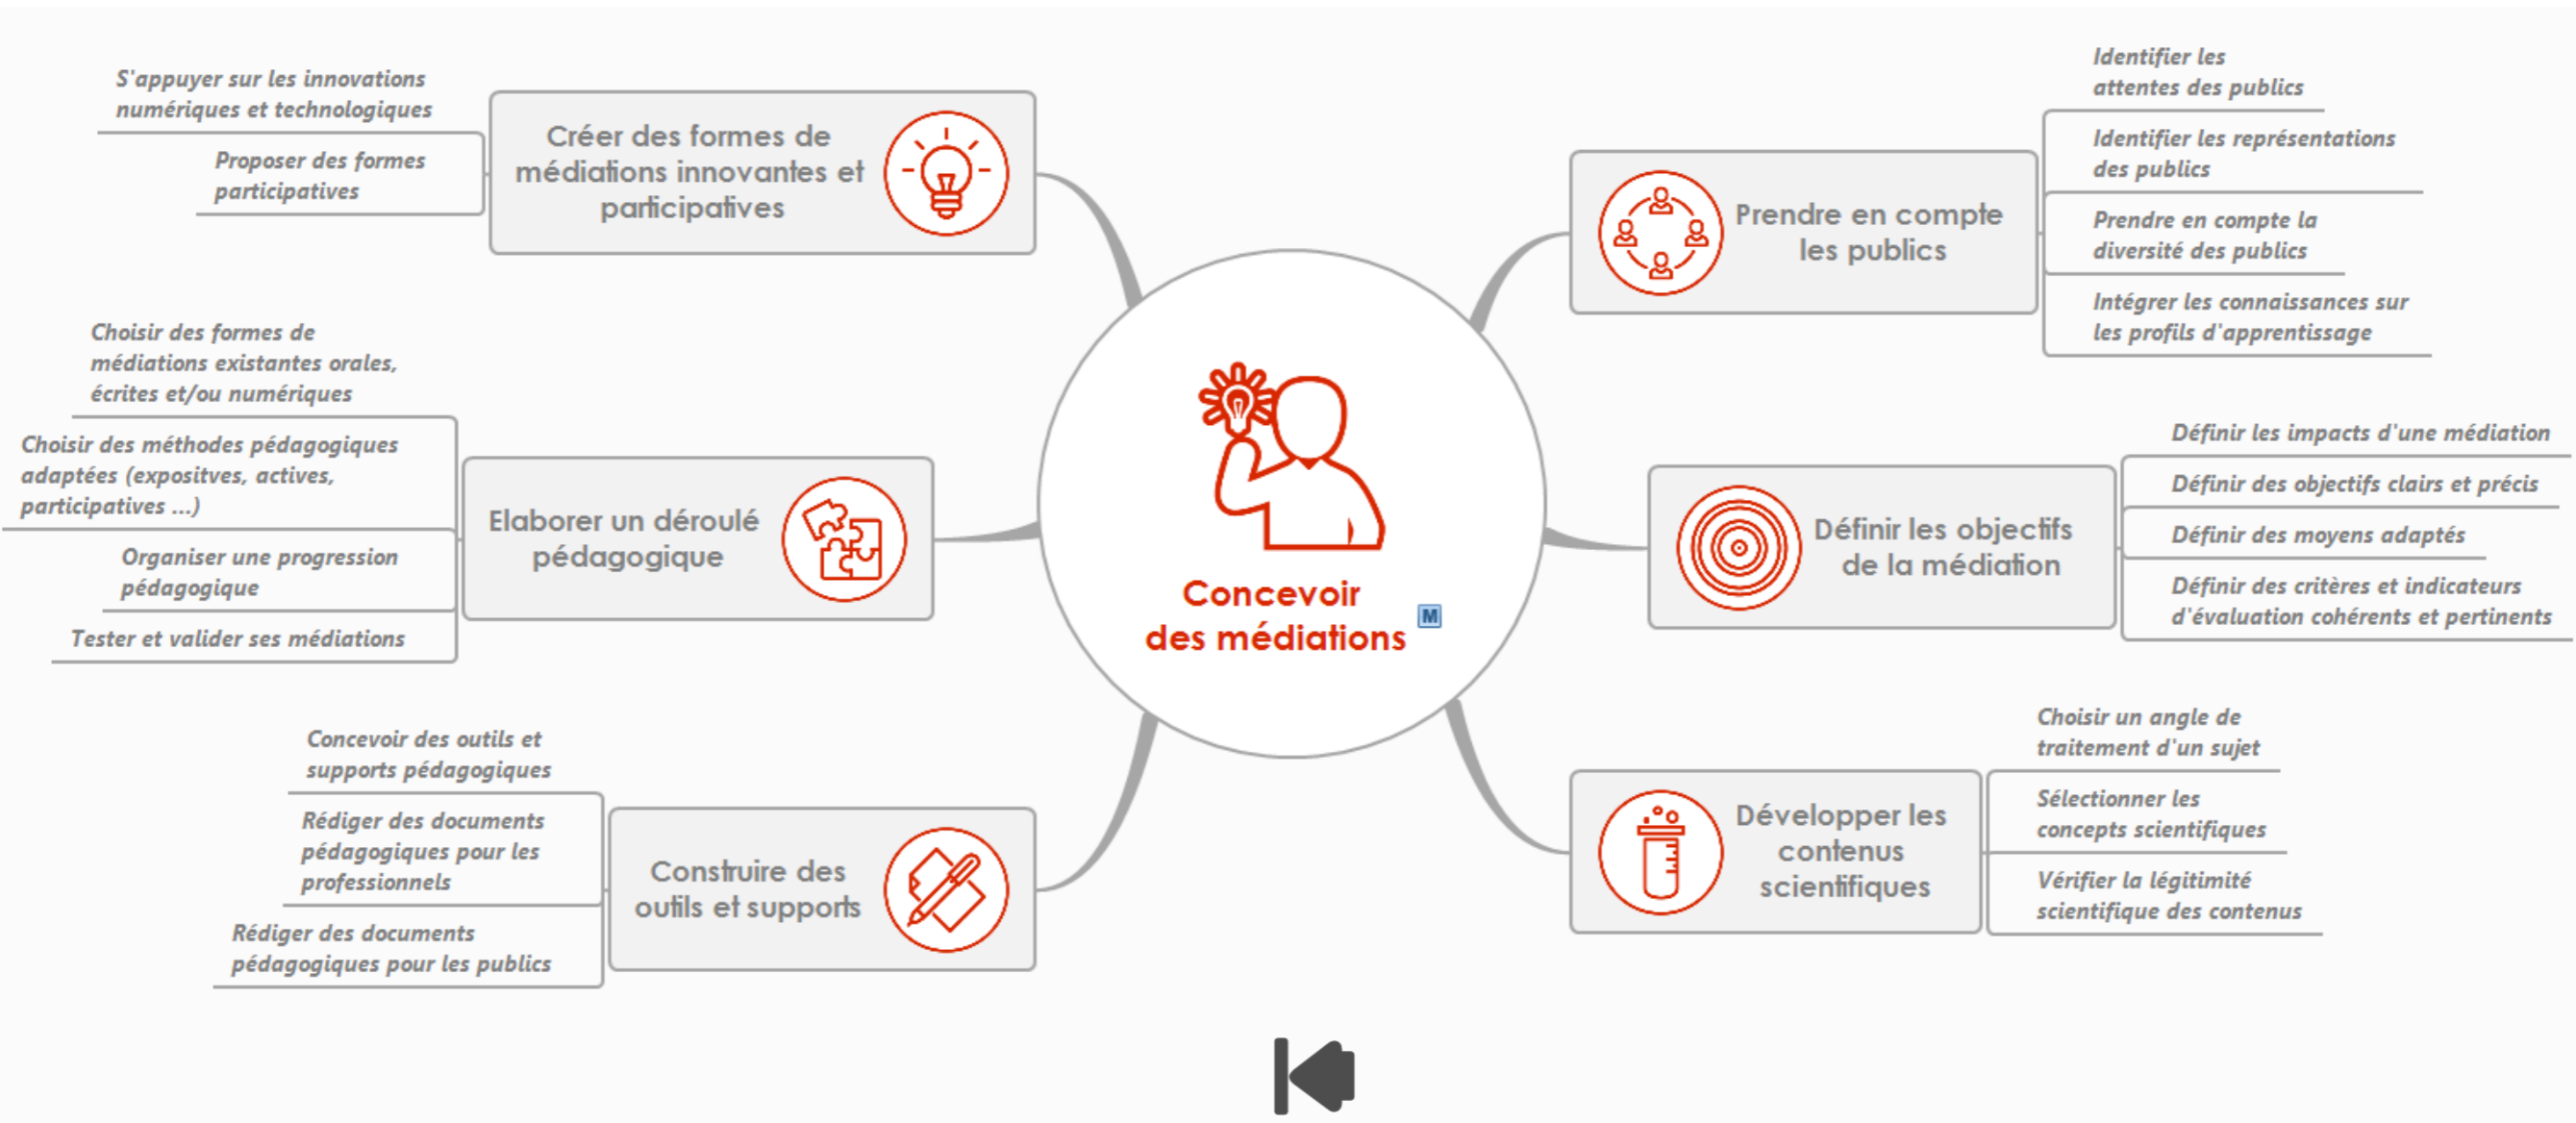 S'appuyer sur les innovations
numériques et technologiques
Proposer des formes
participatives
Créer des formes de
médiations innovantes et
participatives
Choisir des formes de
médiations existantes orales,
écrites et/ou numériques
Choisir des méthodes pédagogiques
adaptées (expositves, actives,
participatives ...)
Organiser une progression
pédagogique
Tester et valider ses médiations
Elaborer un déroulé
pédagogique
Concevoir des outils et
supports pédagogiques
Rédiger des documents
pédagogiques pour les
professionnels
Rédiger des documents
pédagogiques pour les publics
Construire des
outils et supports
Concevoir
des médiations
M
Prendre en compte
les publics
Identifier les
attentes des publics
Identifier les représentations
des publics
Prendre en compte la
diversité des publics
Intégrer les connaissances sur
les profils d'apprentissage
Définir les objectifs
de la médiation
Définir les impacts d'une médiation
Définir des objectifs clairs et précis
Définir des moyens adaptés
Définir des critères et indicateurs
d'évaluation cohérents et pertinents
Développer les
contenus
scientifiques
Choisir un angle de
traitement d'un sujet
Sélectionner les
concepts scientifiques
Vérifier la légitimité
scientifique des contenus